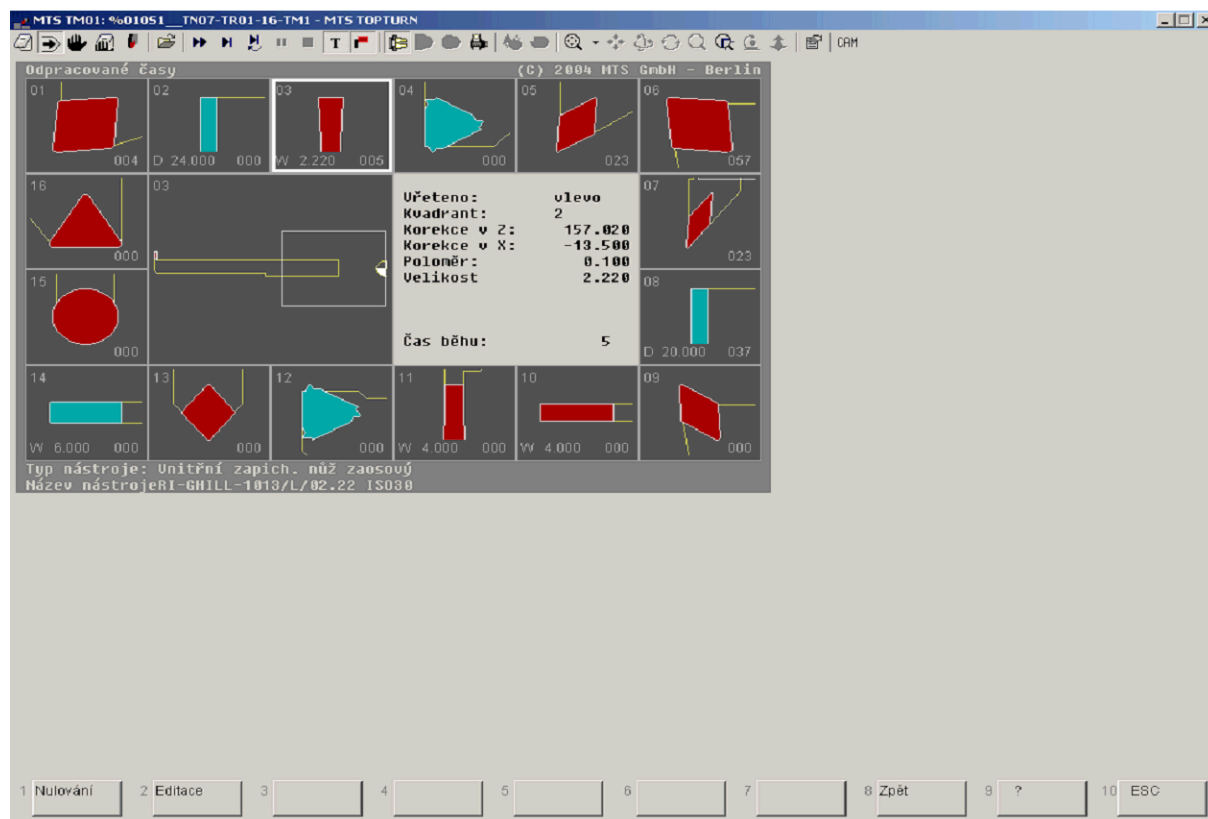 MTS TM01: %01051__TN07-TR01-16-TM1 - MTS TOPTURN
T CAM
Odpracované časy (C) 2004 MTS GmbH - Berlin
01 02 03 04 05 06
004 D 24.000 000 W 2.220 005 000 023 057
16 03 07
Vřeteno: vlevo
Kvadrant: 2
Korekce v Z: 157.020
Korekce v X: -13.500
Poloměr: 0.100
000 023
Velikost 2.220
15 08
Čas běhu: 5
000 D 20.000 037
14 13 12 11 10 09
W 6.000 000 000 000 W 4.000 000 W 4.000 000 000
Typ nástroje: Vnitřní zapich. nůž zaosový
Název nástrojeRI-GHILL-1013/L/02.22 ISO30
1 Nulování 2 Editace 3 4 5 6 7 8 Zpět 9 ? 10 ESC